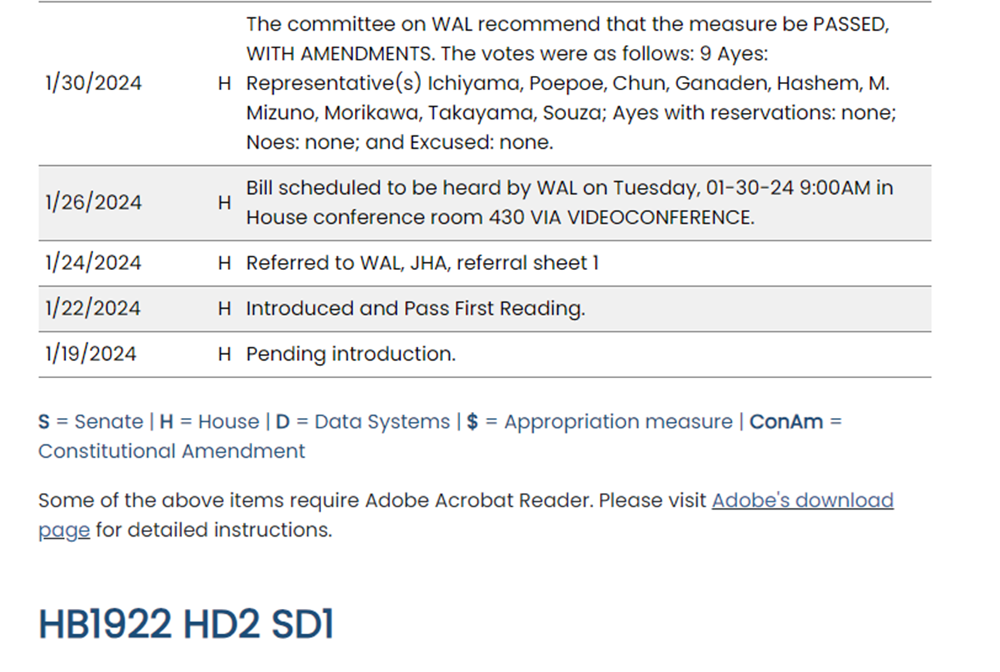 The committee on WAL recommend that the measure be PASSED,
WITH AMENDMENTS. The votes were as follows: 9 Ayes:
1/30/2024 H Representative(s) Ichiyama, Poepoe, Chun, Ganaden, Hashem, M.
Mizuno, Morikawa, Takayama, Souza; Ayes with reservations: none;
Noes: none; and Excused: none.
1/26/2024 H Bill scheduled to be heard by WAL on Tuesday, 01-30-24 9:00AM in
House conference room 430 VIA VIDEOCONFERENCE.
1/24/2024 H Referred to WAL, JHA, referral sheet 1
1/22/2024 H Introduced and Pass First Reading.
1/19/2024 H Pending introduction.
S = Senate | H = House | D = Data Systems | $ = Appropriation measure | ConAm =
Constitutional Amendment
Some of the above items require Adobe Acrobat Reader. Please visit Adobe's download
page for detailed instructions.
HB1922 HD2 SD1